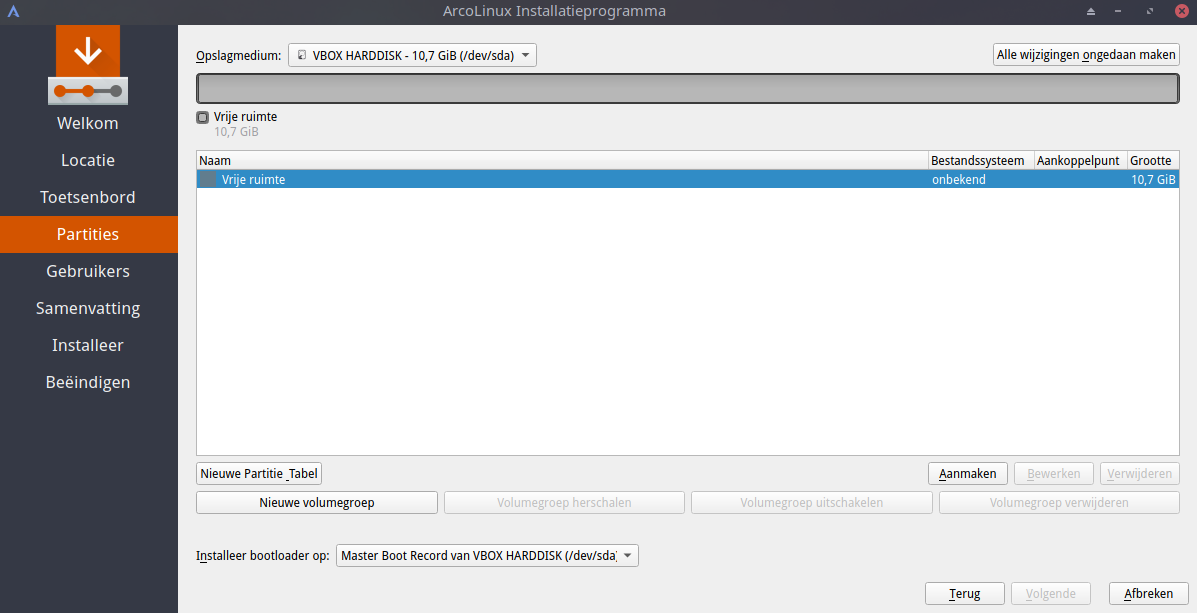 ArcoLinux Installatieprogramma
Welkom
Locatie
Toetsenbord
Partities
Gebruikers
Samenvatting
Installeer
Beëindigen
Opslagmedium: VBOX HARDDISK - 10,7 GiB (/dev/sda) Alle wijzigingen ongedaan maken
Vrije ruimte
10,7 GiB
Naam Bestandssysteem Aankoppelpunt Grootte
Vrije ruimte onbekend 10,7 GiB
Nieuwe Partitie _Tabel Aanmaken Bewerken Verwijderen
Nieuwe volumegroep Volumegroep herschalen Volumegroep uitschakelen Volumegroep verwijderen
Installeer bootloader op: Master Boot Record van VBOX HARDDISK (/dev/sda)
Terug Volgende Afbreken